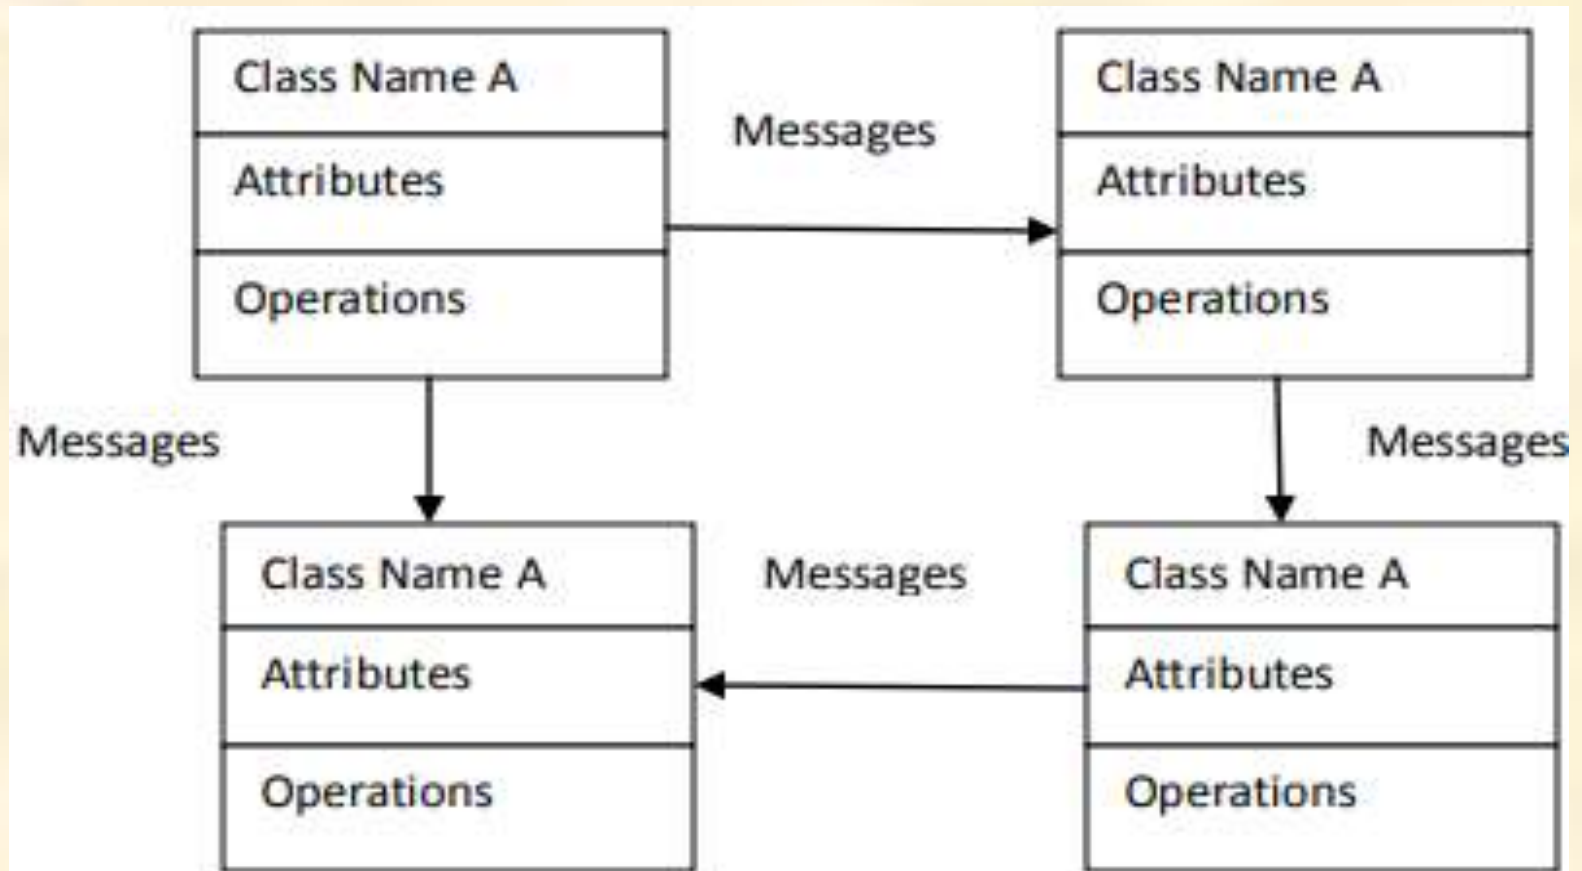 Class Name A
Attributes
Operations
Messages
Class Name A
Attributes
Operations
Messages
Messages
Class Name A
Attributes
Operations
Messages
Class Name A
Attributes
Operations